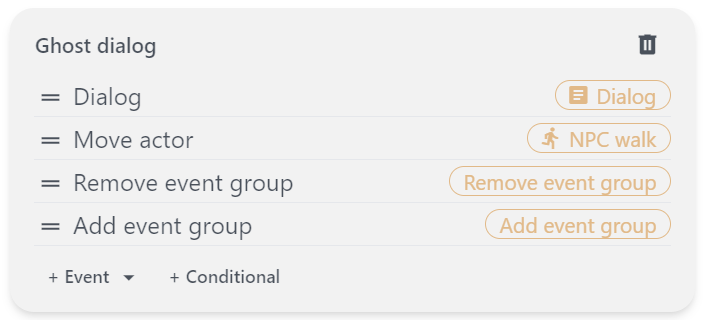 Ghost dialog
Dialog Dialog
Move actor NPC walk
Remove event group Remove event group
Add event group Add event group
+ Event + Conditional